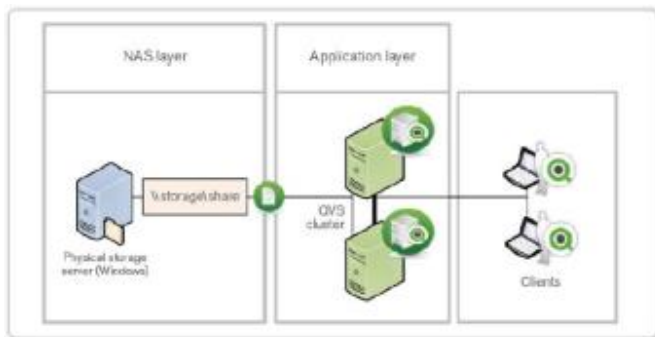 NAS layer
Application layer
\\storage\share
QVS
cluster
Physical storage
server (Windows)
Clients